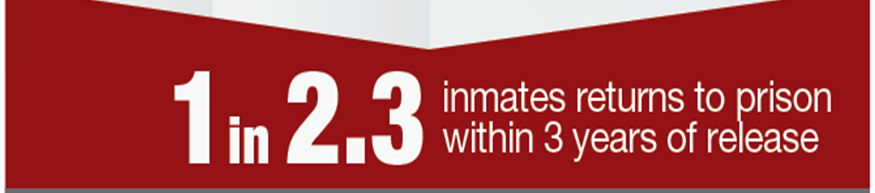 1 in 2.3 inmates returns to prison
within 3 years of release